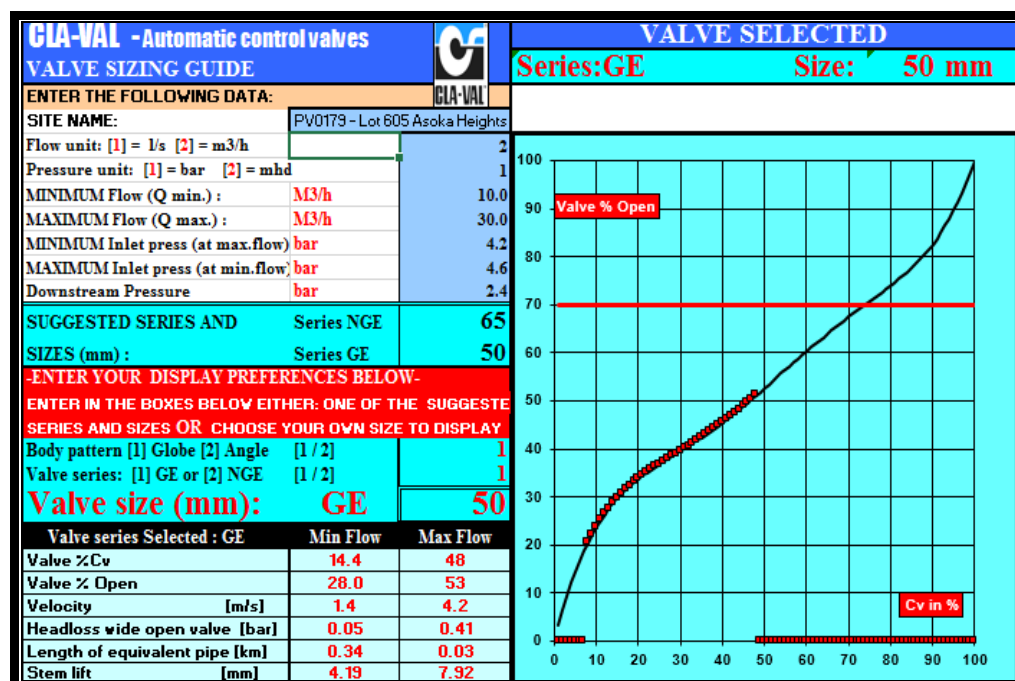 CLA-VAL - Automatic control valves
VALVE SIZING GUIDE
CLA-VAL
ENTER THE FOLLOWING DATA:
SITE NAME: PV0179 - Lot 605 Asoka Heights
Flow unit: [1] = l/s [2] = m3/h 2
Pressure unit: [1] = bar [2] = mhd 1
MINIMUM Flow (Q min.) : M3/h 10.0
MAXIMUM Flow (Q max.) : M3/h 30.0
MINIMUM Inlet press (at max.flow) bar 4.2
MAXIMUM Inlet press (at min.flow) bar 4.6
Downstream Pressure bar 2.4
SUGGESTED SERIES AND Series NGE 65
SIZES (mm) : Series GE 50
-ENTER YOUR DISPLAY PREFERENCES BELOW-
ENTER IN THE BOXES BELOW EITHER: ONE OF THE SUGGESTE
SERIES AND SIZES OR CHOOSE YOUR OWN SIZE TO DISPLAY
Body pattern [1] Globe [2] Angle [1 / 2] 1
Valve series: [1] GE or [2] NGE [1 / 2] 1
Valve size (mm): GE 50
Valve series Selected : GE Min Flow Max Flow
Valve %Cv 14.4 48
Valve % Open 28.0 53
Velocity [m/s] 1.4 4.2
Headloss wide open valve [bar] 0.05 0.41
Length of equivalent pipe [km] 0.34 0.03
Stem lift [mm] 4.19 7.92
VALVE SELECTED
Series:GE Size: 50 mm
100
90
Valve % Open
80
70
60
50
40
30
20
10
Cv in %
0
0 10 20 30 40 50 60 70 80 90 100